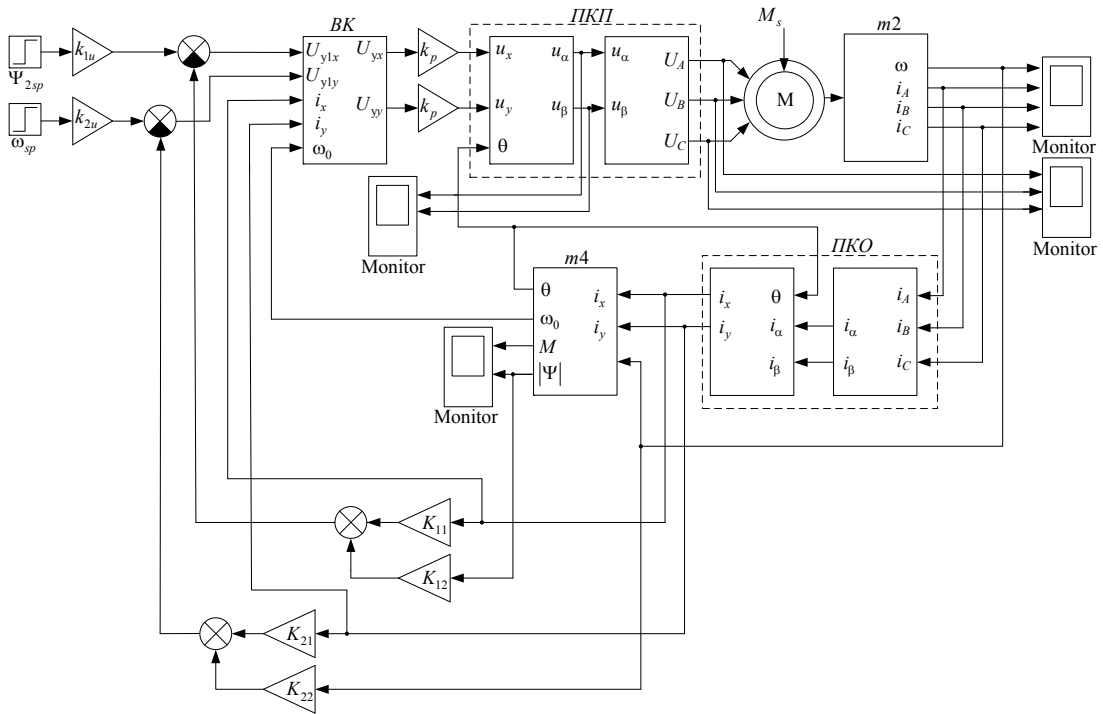 BK
ПКП
m2
M_s
Ψ_2sp
k_1u
ω_sp
k_2u
U_y1x
U_y1y
i_x
i_y
ω_0
U_yx
U_yy
k_p
k_p
u_x
u_y
θ
u_α
u_β
u_α
u_β
U_A
U_B
U_C
M
ω
i_A
i_B
i_C
Monitor
Monitor
Monitor
m4
ПКО
θ
ω_0
M
|Ψ|
i_x
i_y
i_x
i_y
θ
i_α
i_β
i_α
i_β
i_A
i_B
i_C
Monitor
K_11
K_12
K_21
K_22